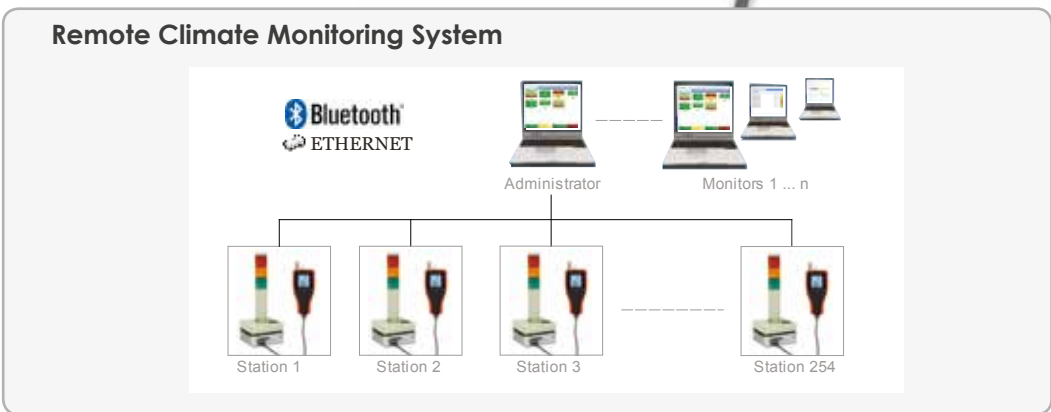 Remote Climate Monitoring System
Bluetooth
ETHERNET
Administrator
Monitors 1 ... n
Station 1
Station 2
Station 3
Station 254